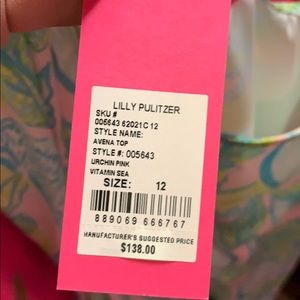 LILLY PULITZER
SKU #
005643 62021C 12
STYLE NAME:
AVENA TOP
STYLE #: 005643
URCHIN PINK
VITAMIN SEA
SIZE: 12
889069 666767
MANUFACTURER'S SUGGESTED PRICE
$138.00